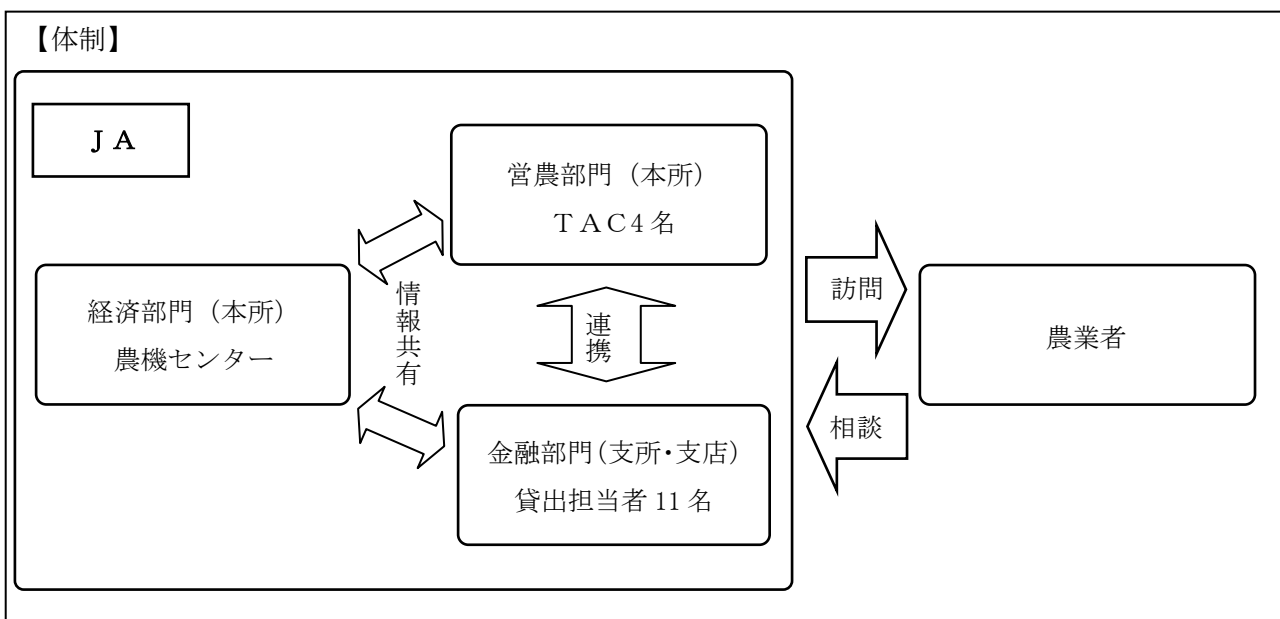 【体制】
ＪＡ
営農部門（本所）
ＴＡＣ4名
経済部門（本所）
農機センター
情報共有
連携
金融部門(支所・支店)
貸出担当者 11 名
訪問
相談
農業者